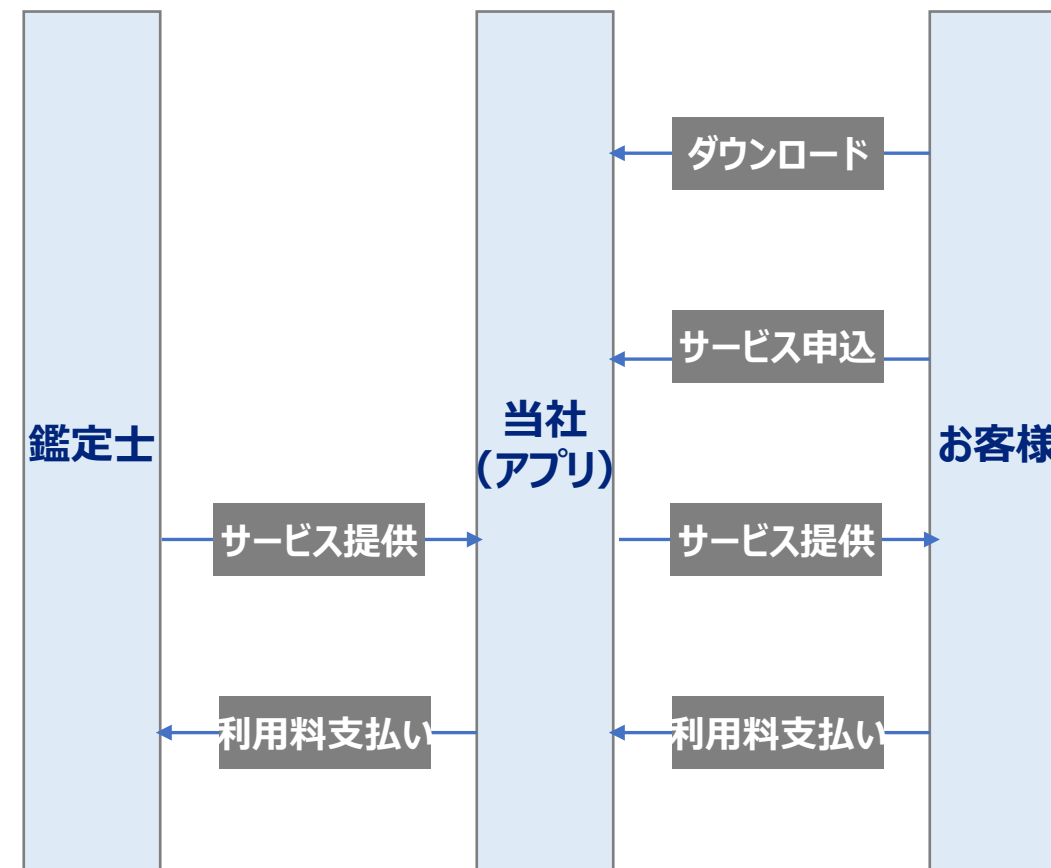 ダウンロード
サービス申込
鑑定士
当社
(アプリ)
お客様
サービス提供
サービス提供
利用料支払い
利用料支払い